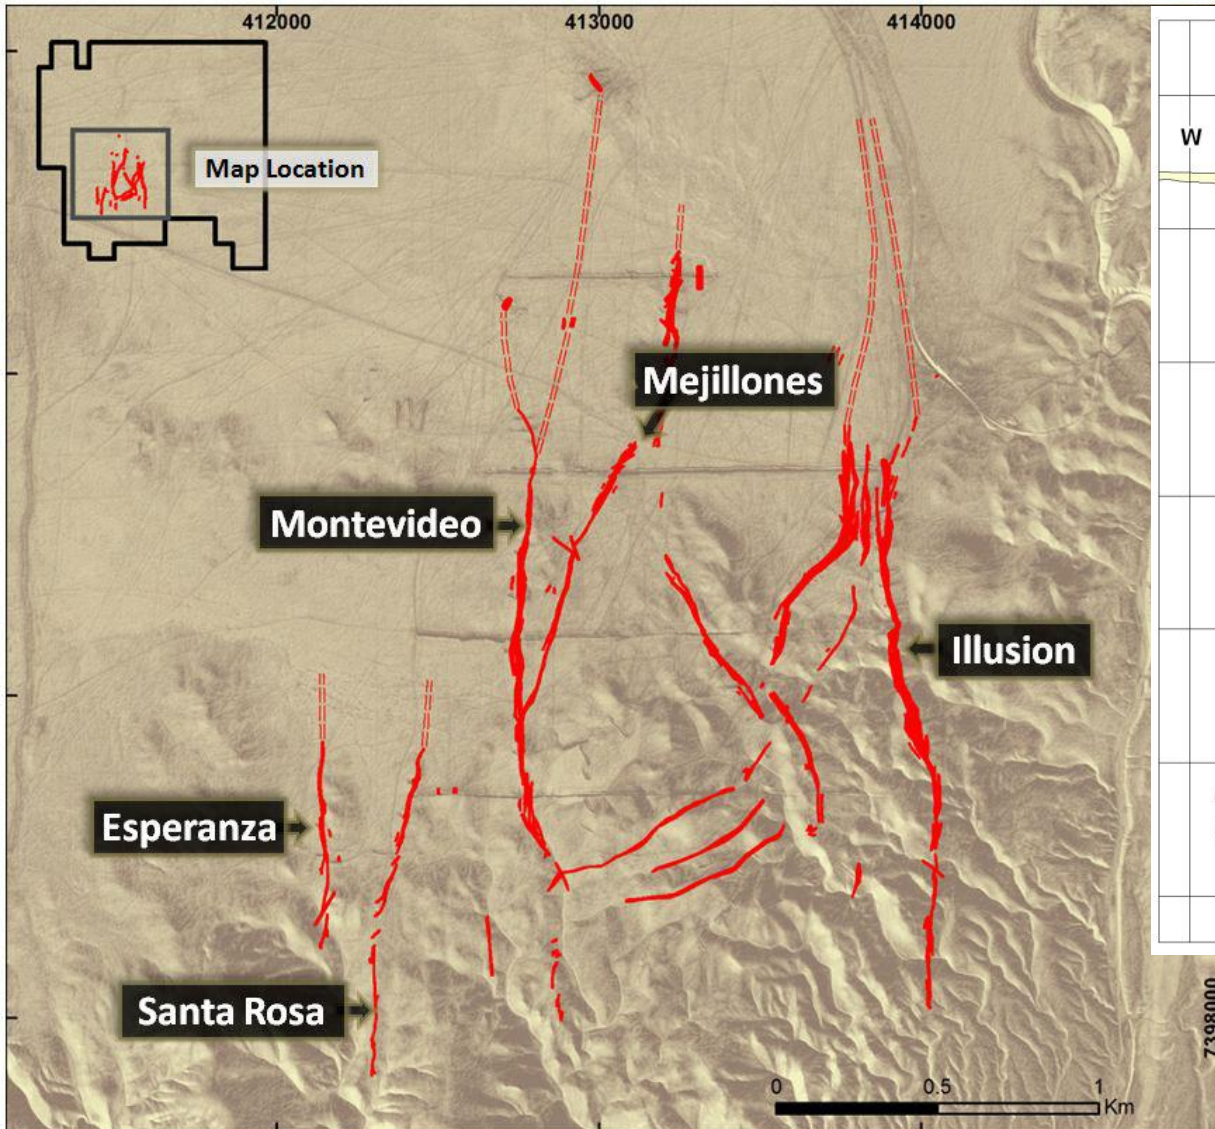 412000 413000 414000
W
Map Location
Mejillones
Montevideo
Illusion
Esperanza
Santa Rosa
7398000
0 0.5 1
Km